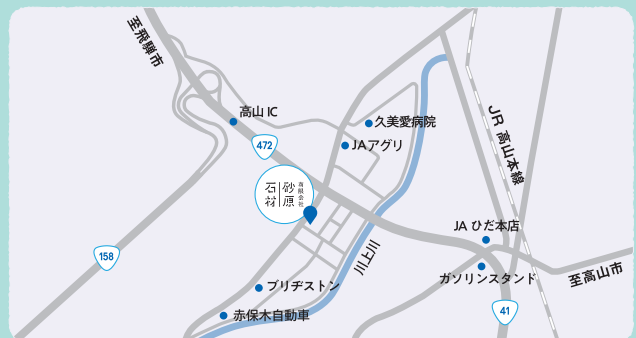 至飛騨市
高山IC
久美愛病院
472
JAアグリ
JR 高山本線
有限会社
砂原
石材
JAひだ本店
川上川
158
至高山市
ガソリンスタンド
ブリヂストン
赤保木自動車
41